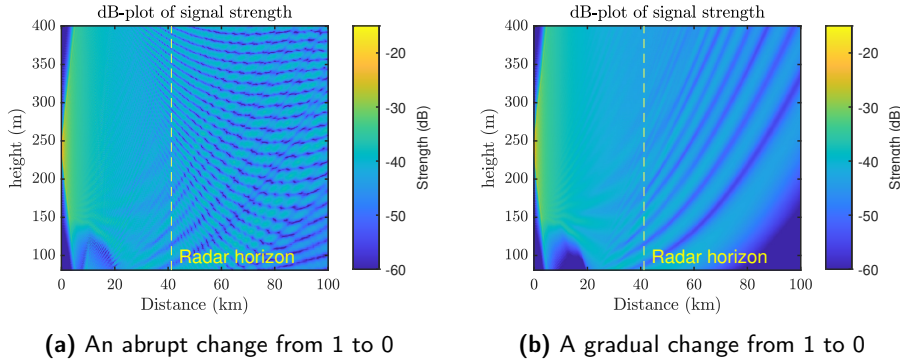 dB-plot of signal strength
400
350
300
250
200
150
100
height (m)
0 20 40 60 80 100
Distance (km)
Radar horizon
-20
-30
-40
-50
-60
Strength (dB)
(a) An abrupt change from 1 to 0
dB-plot of signal strength
400
350
300
250
200
150
100
height (m)
0 20 40 60 80 100
Distance (km)
Radar horizon
-20
-30
-40
-50
-60
Strength (dB)
(b) A gradual change from 1 to 0